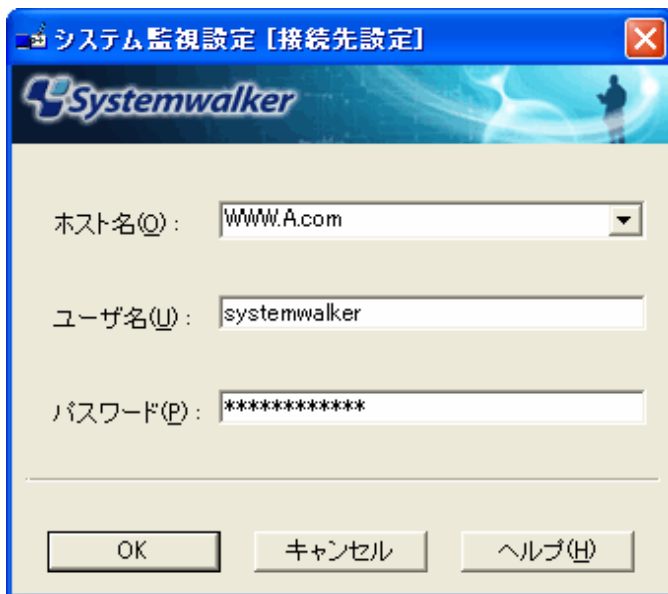 システム監視設定 [接続先設定]
Systemwalker
ホスト名(O)： WWW.A.com
ユーザ名(U)： systemwalker
パスワード(P)： ************
OK キャンセル ヘルプ(H)